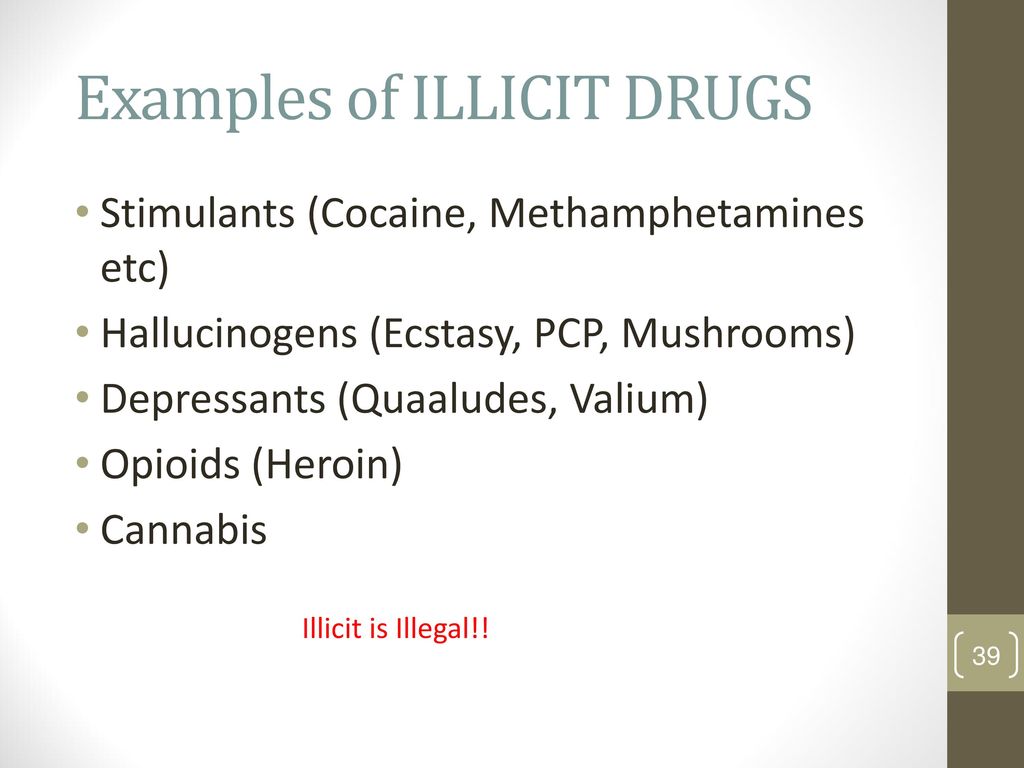 Examples of ILLICIT DRUGS
• Stimulants (Cocaine, Methamphetamines
etc)
• Hallucinogens (Ecstasy, PCP, Mushrooms)
• Depressants (Quaaludes, Valium)
• Opioids (Heroin)
• Cannabis
Illicit is Illegal!!
39